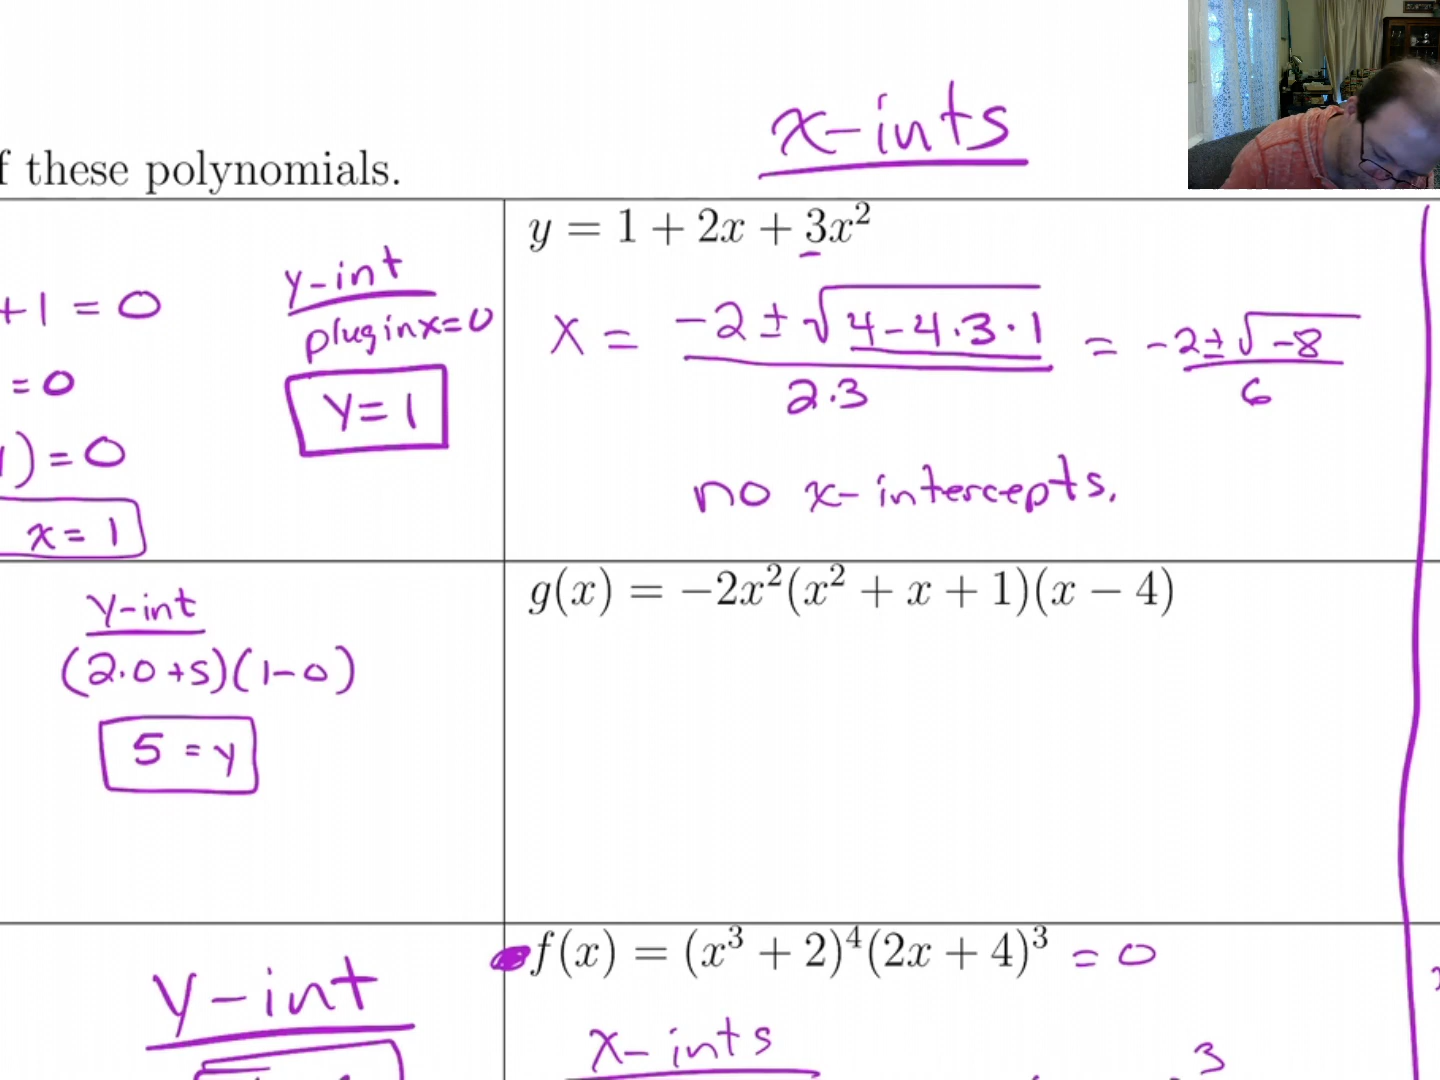 x-ints
f these polynomials.
+1 = 0
= 0
) = 0
x = 1
y-int
plug in x=0
y = 1
y = 1 + 2x + 3x²
x = (-2 ± √(4-4·3·1))/(2·3) = (-2 ± √-8)/6
no x-intercepts.
y-int
(2·0+5)(1-0)
5 = y
g(x) = −2x²(x² + x + 1)(x − 4)
y-int
f(x) = (x³ + 2)⁴(2x + 4)³ = 0
x-ints
3